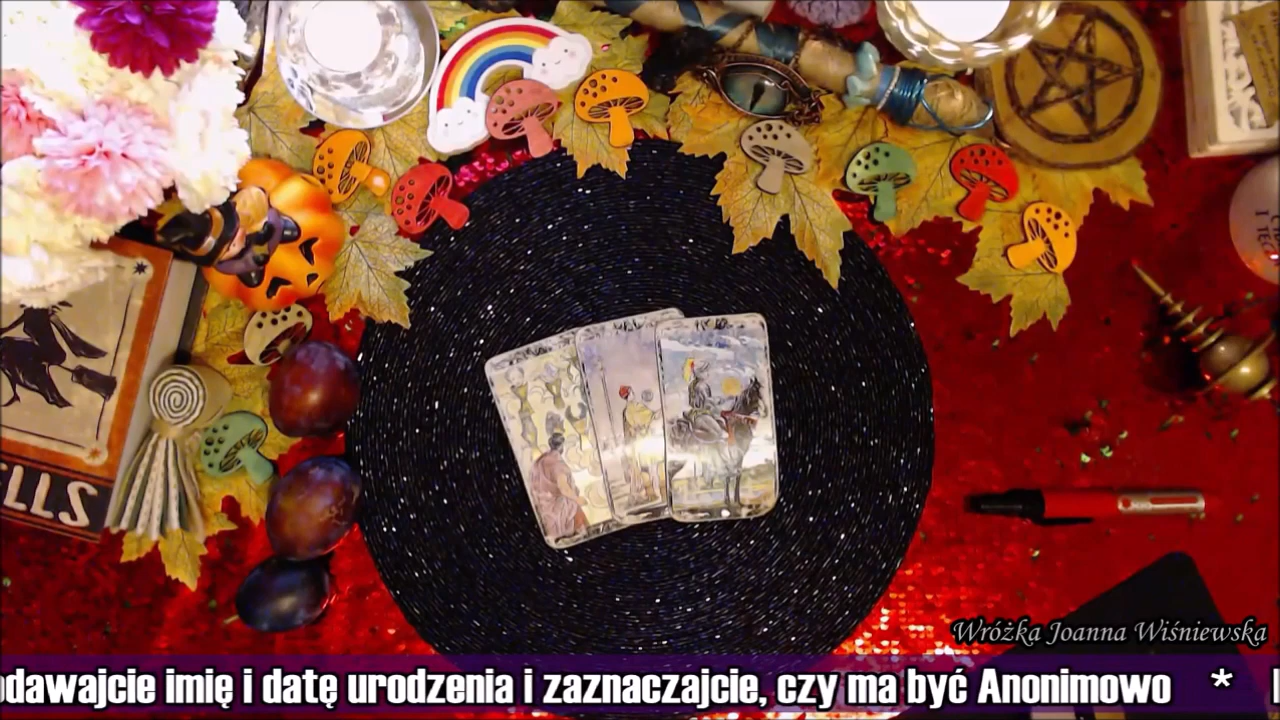 ELLS
Wróżka Joanna Wiśniewska
odawajcie imię i datę urodzenia i zaznaczajcie, czy ma być Anonimowo *